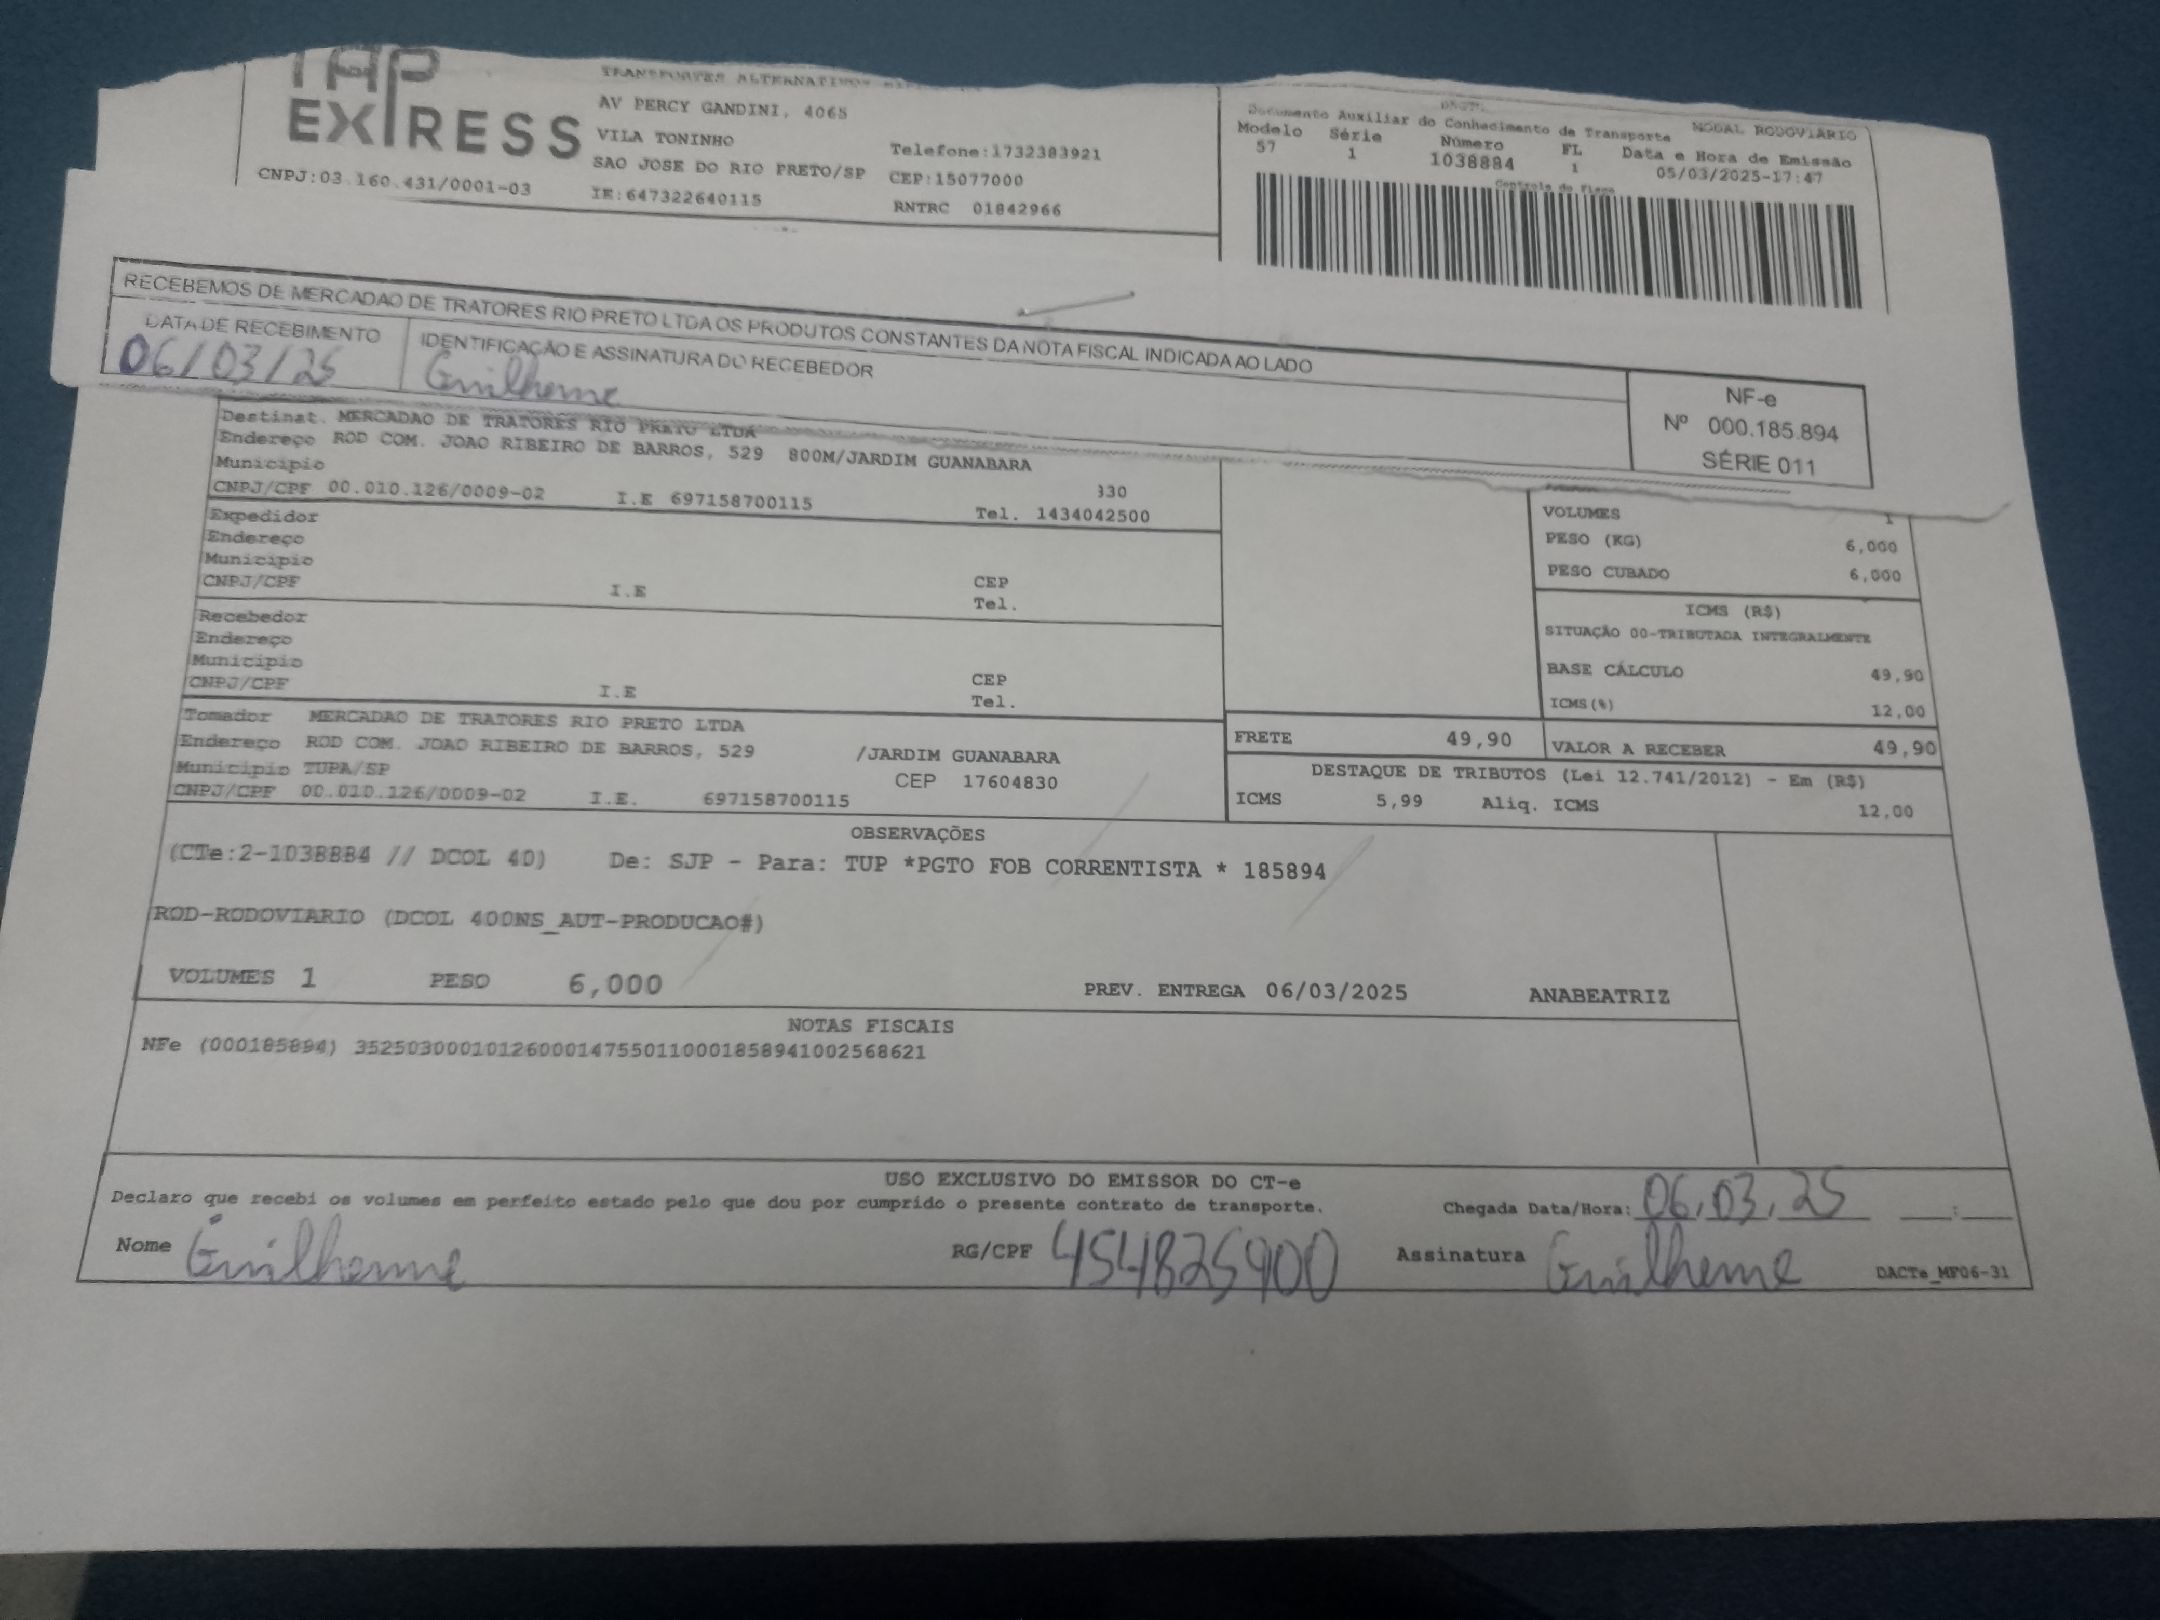 TAP
EXPRESS
CNPJ:03.160.431/0001-03
TRANSPORTES ALTERNATIVOS
AV PERCY GANDINI, 4065
VILA TONINHO
SAO JOSE DO RIO PRETO/SP
IE:647322640115
Telefone:1732383921
CEP:15077000
RNTRC 01842966
Documento Auxiliar do Conhecimento de Transporte MODAL RODOVIÁRIO
Modelo Série Número FL Data e Hora de Emissão
57 1 1038884 1 05/03/2025-17:47
Controle do Fisco
RECEBEMOS DE MERCADAO DE TRATORES RIO PRETO LTDA OS PRODUTOS CONSTANTES DA NOTA FISCAL INDICADA AO LADO
DATA DE RECEBIMENTO IDENTIFICAÇÃO E ASSINATURA DO RECEBEDOR
06/03/25 Guilherme
NF-e
Nº 000.185.894
SÉRIE 011
Destinat. MERCADAO DE TRATORES RIO PRETO LTDA
Endereço ROD COM. JOAO RIBEIRO DE BARROS, 529 800M/JARDIM GUANABARA
Município 330
CNPJ/CPF 00.010.126/0009-02 I.E 697158700115 Tel. 1434042500
Expedidor
Endereço
Município
CNPJ/CPF I.E CEP
Tel.
Recebedor
Endereço
Município
CNPJ/CPF I.E CEP
Tel.
VOLUMES 1
PESO (KG) 6,000
PESO CUBADO 6,000
ICMS (R$)
SITUAÇÃO 00-TRIBUTADA INTEGRALMENTE
BASE CÁLCULO 49,90
ICMS(%) 12,00
Tomador MERCADAO DE TRATORES RIO PRETO LTDA
Endereço ROD COM. JOAO RIBEIRO DE BARROS, 529 /JARDIM GUANABARA
Município TUPA/SP CEP 17604830
CNPJ/CPF 00.010.126/0009-02 I.E. 697158700115
FRETE 49,90 VALOR A RECEBER 49,90
DESTAQUE DE TRIBUTOS (Lei 12.741/2012) - Em (R$)
ICMS 5,99 Aliq. ICMS 12,00
OBSERVAÇÕES
(CTe:2-1038884 // DCOL 40) De: SJP - Para: TUP *PGTO FOB CORRENTISTA * 185894
ROD-RODOVIARIO (DCOL 400NS_AUT-PRODUCAO#)
VOLUMES 1 PESO 6,000 PREV. ENTREGA 06/03/2025 ANABEATRIZ
NOTAS FISCAIS
NFe (000185894) 35250300010126000147550110001858941002568621
USO EXCLUSIVO DO EMISSOR DO CT-e
Declaro que recebi os volumes em perfeito estado pelo que dou por cumprido o presente contrato de transporte. Chegada Data/Hora: 06,03,25 :
Nome Guilherme RG/CPF 454825900 Assinatura Guilherme DACTe_MF06-31